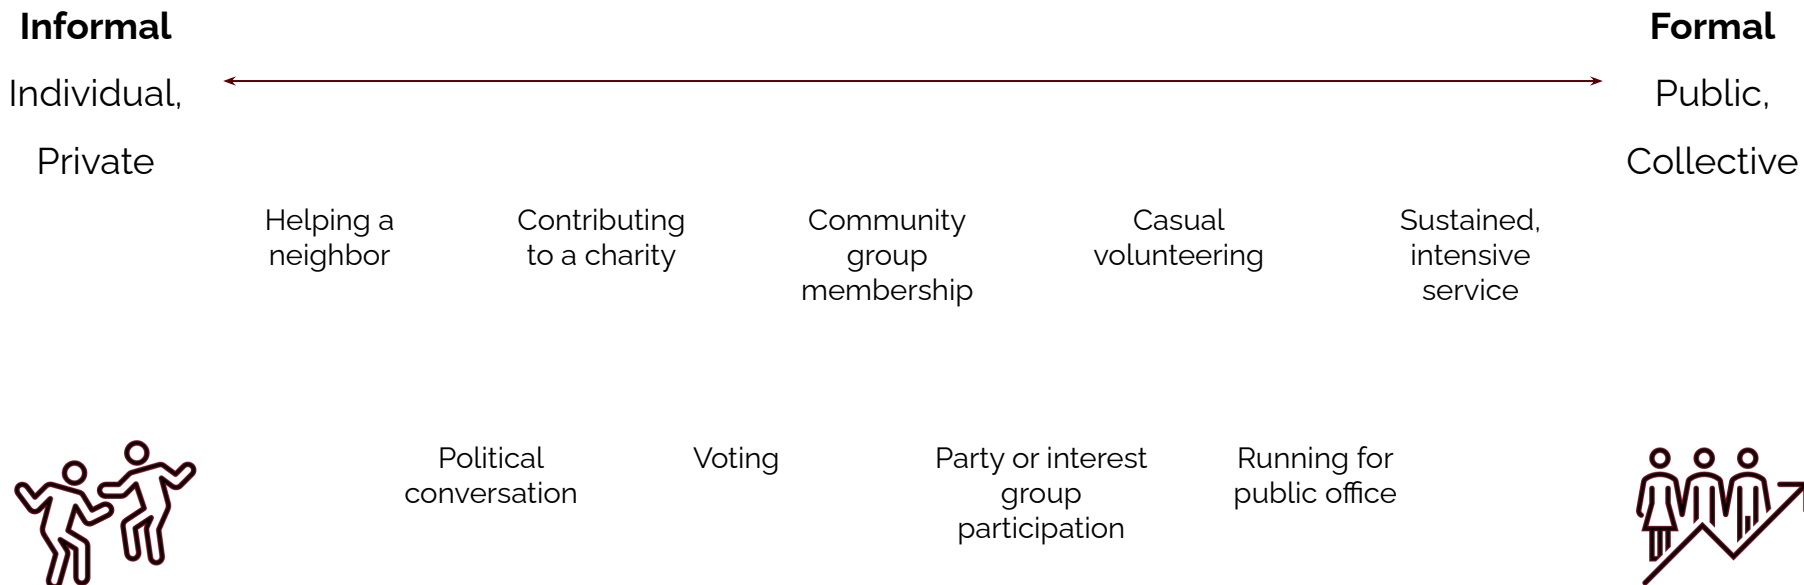 Informal
Individual,
Private
Formal
Public,
Collective
Helping a
neighbor
Contributing
to a charity
Community
group
membership
Casual
volunteering
Sustained,
intensive
service
Political
conversation
Voting
Party or interest
group
participation
Running for
public office